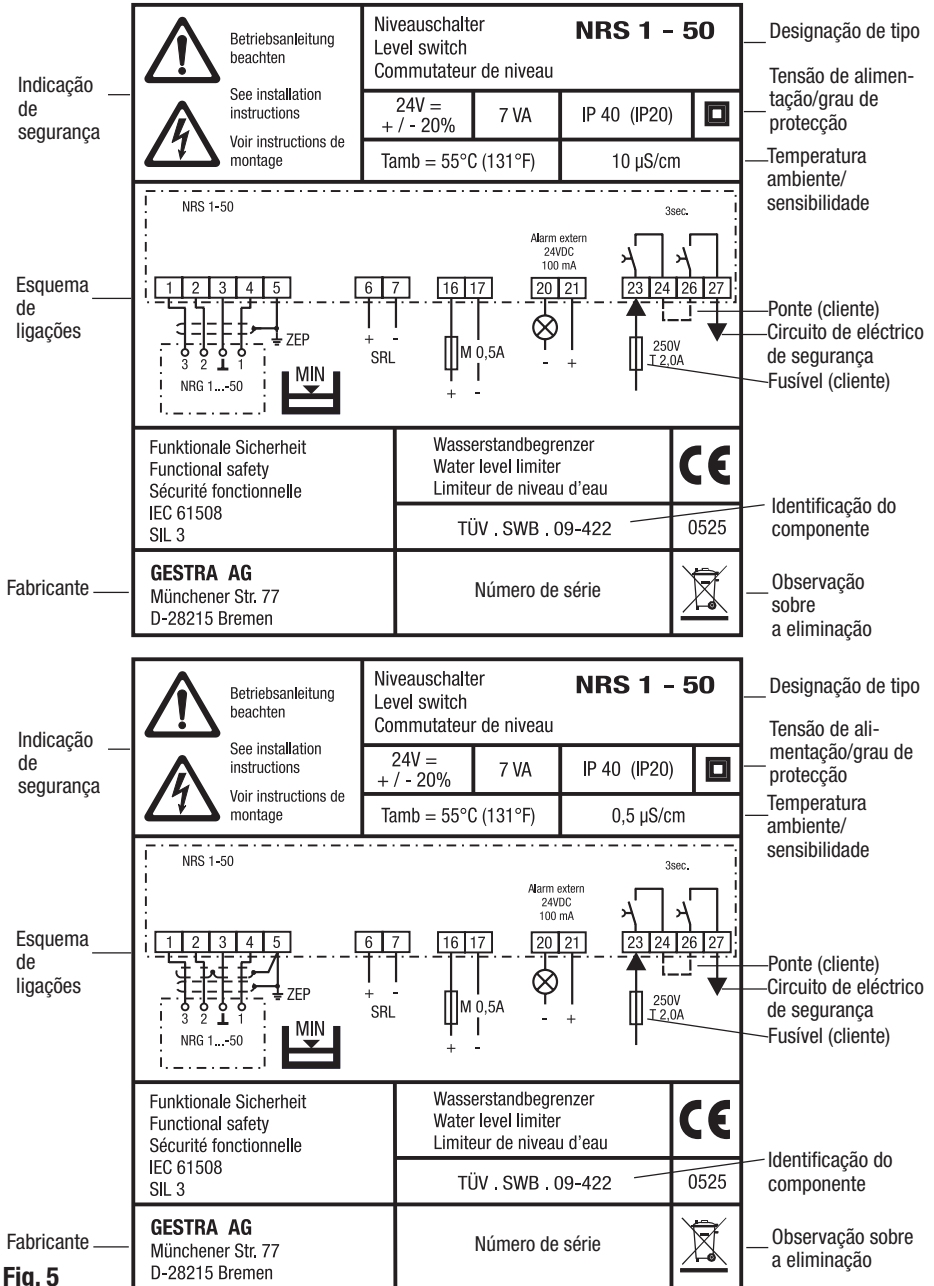 Indicação
de
segurança
Betriebsanleitung
beachten
See installation
instructions
Voir instructions de
montage
Niveauschalter
Level switch
Commutateur de niveau
NRS 1 - 50
Designação de tipo
24V =
+ / - 20%
7 VA
IP 40 (IP20)
Tensão de alimen-
tação/grau de
protecção
Tamb = 55°C (131°F)
10 µS/cm
Temperatura
ambiente/
sensibilidade
Esquema
de
ligações
NRS 1-50
3sec.
Alarm extern
24VDC
100 mA
1 2 3 4 5 6 7 16 17 20 21 23 24 26 27
ZEP
+ -
SRL
M 0,5A
+ -
- +
250V
T 2,0A
3 2 1
NRG 1...-50
MIN
Ponte (cliente)
Circuito de eléctrico
de segurança
Fusível (cliente)
Funktionale Sicherheit
Functional safety
Sécurité fonctionnelle
IEC 61508
SIL 3
Wasserstandbegrenzer
Water level limiter
Limiteur de niveau d'eau
CE
TÜV . SWB . 09-422
0525
Identificação do
componente
Fabricante
GESTRA AG
Münchener Str. 77
D-28215 Bremen
Número de série
Observação
sobre
a eliminação
Indicação
de
segurança
Betriebsanleitung
beachten
See installation
instructions
Voir instructions de
montage
Niveauschalter
Level switch
Commutateur de niveau
NRS 1 - 50
Designação de tipo
24V =
+ / - 20%
7 VA
IP 40 (IP20)
Tensão de ali-
mentação/grau de
protecção
Tamb = 55°C (131°F)
0,5 µS/cm
Temperatura
ambiente/
sensibilidade
Esquema
de
ligações
NRS 1-50
3sec.
Alarm extern
24VDC
100 mA
1 2 3 4 5 6 7 16 17 20 21 23 24 26 27
ZEP
+ -
SRL
M 0,5A
+ -
- +
250V
T 2,0A
3 2 1
NRG 1...-50
MIN
Ponte (cliente)
Circuito de eléctrico
de segurança
Fusível (cliente)
Funktionale Sicherheit
Functional safety
Sécurité fonctionnelle
IEC 61508
SIL 3
Wasserstandbegrenzer
Water level limiter
Limiteur de niveau d'eau
CE
TÜV . SWB . 09-422
0525
Identificação do
componente
Fabricante
GESTRA AG
Münchener Str. 77
D-28215 Bremen
Número de série
Observação sobre
a eliminação
Fig. 5